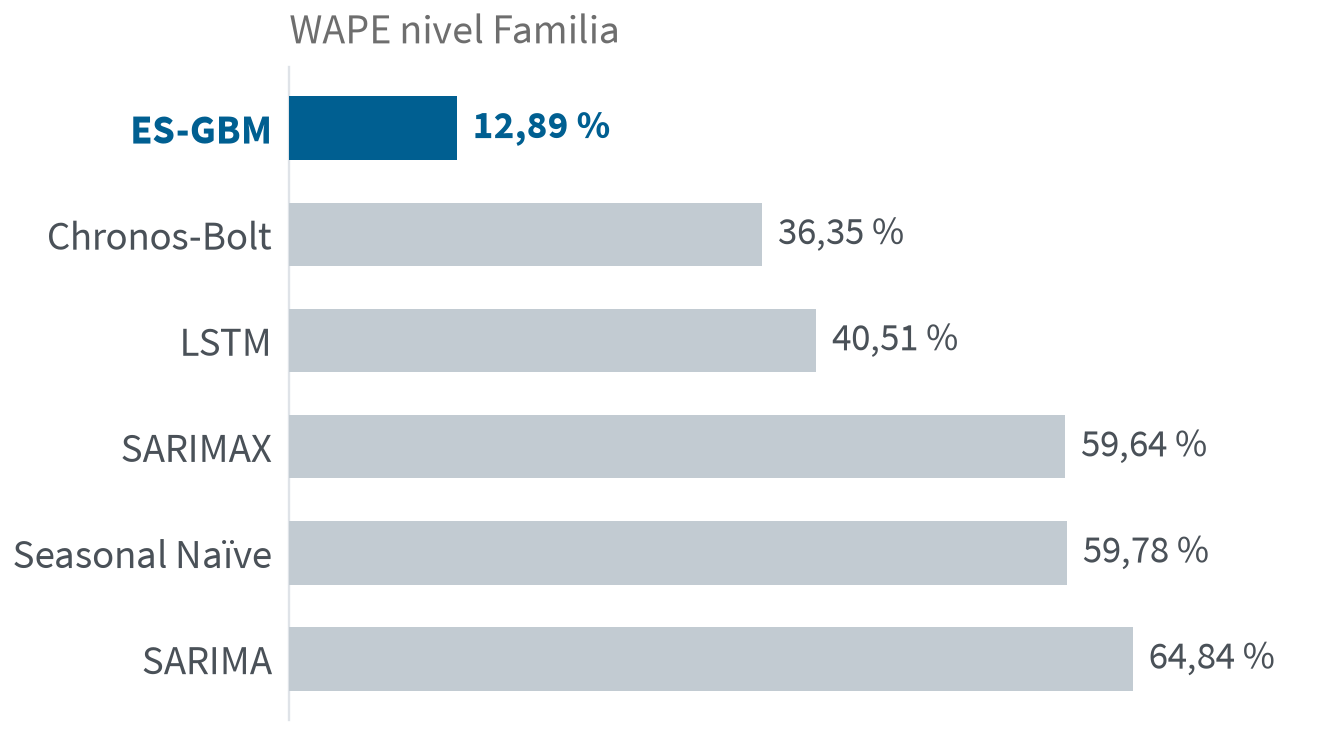 WAPE nivel Familia
ES-GBM 12,89 %
Chronos-Bolt 36,35 %
LSTM 40,51 %
SARIMAX 59,64 %
Seasonal Naïve 59,78 %
SARIMA 64,84 %